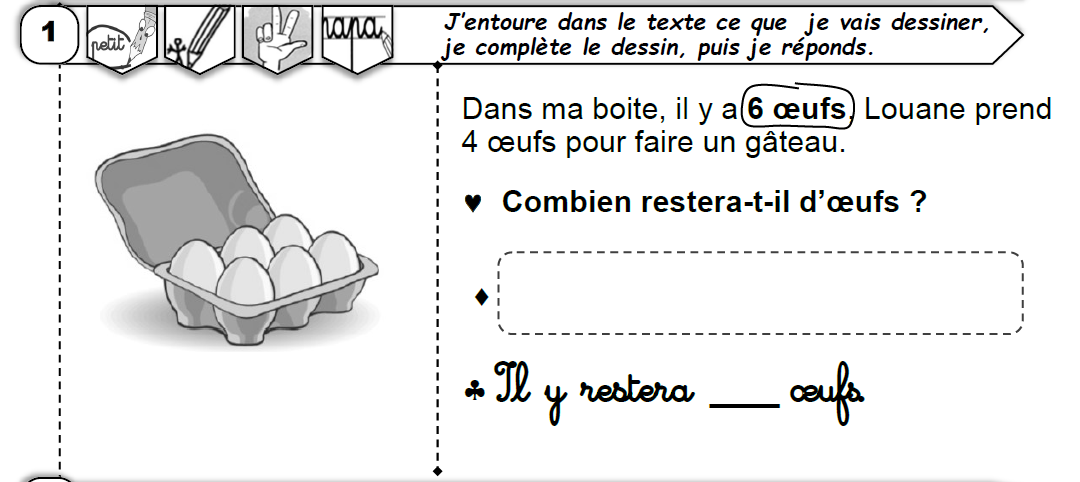 1
petit
nana
J'entoure dans le texte ce que je vais dessiner,
je complète le dessin, puis je réponds.
Dans ma boite, il y a 6 œufs. Louane prend
4 œufs pour faire un gâteau.
♥ Combien restera-t-il d'œufs ?
♦
♣ Il y restera ____ œufs.